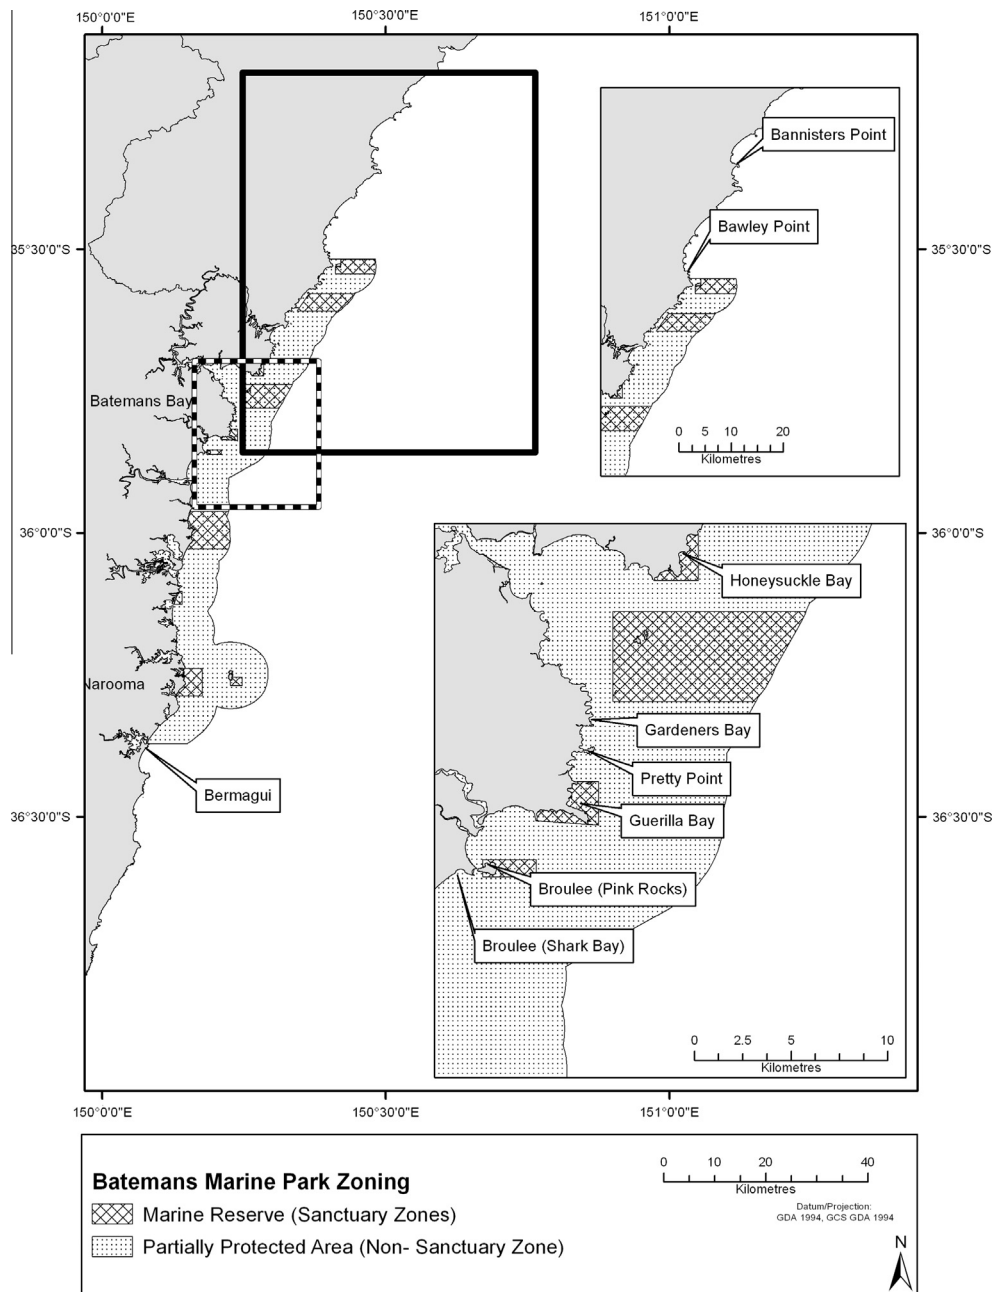 150°0'0"E
150°30'0"E
151°0'0"E
Bannisters Point
Bawley Point
35°30'0"S
35°30'0"S
Batemans Bay
0 5 10 20
Kilometres
36°0'0"S
36°0'0"S
Honeysuckle Bay
Narooma
Gardeners Bay
Pretty Point
Bermagui
Guerilla Bay
36°30'0"S
36°30'0"S
Broulee (Pink Rocks)
Broulee (Shark Bay)
0 2.5 5 10
Kilometres
150°0'0"E
150°30'0"E
151°0'0"E
Batemans Marine Park Zoning
Marine Reserve (Sanctuary Zones)
Partially Protected Area (Non- Sanctuary Zone)
0 10 20 40
Kilometres
Datum/Projection:
GDA 1994, GCS GDA 1994
N